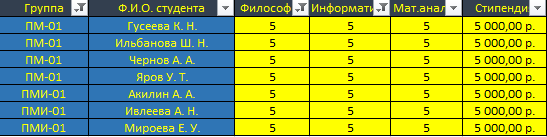 Группа Ф.И.О. студента Философ Информати Мат.анал Стипенди
ПМ-01 Гусеева К. Н. 5 5 5 5 000,00 р.
ПМ-01 Ильбанова Ш. Н. 5 5 5 5 000,00 р.
ПМ-01 Чернов А. А. 5 5 5 5 000,00 р.
ПМ-01 Яров У. Т. 5 5 5 5 000,00 р.
ПМИ-01 Акилин А. А. 5 5 5 5 000,00 р.
ПМИ-01 Ивлеева А. Н. 5 5 5 5 000,00 р.
ПМИ-01 Мироева Е. У. 5 5 5 5 000,00 р.